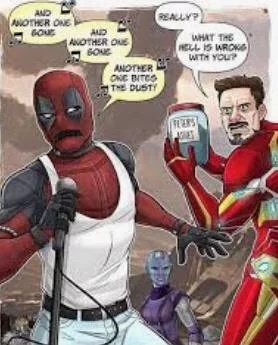 AND
ANOTHER ONE
GONE
AND
ANOTHER ONE
GONE
ANOTHER
ONE BITES
THE DUST!
REALLY?
WHAT THE
HELL IS WRONG
WITH YOU?
PETER'S
ASHES